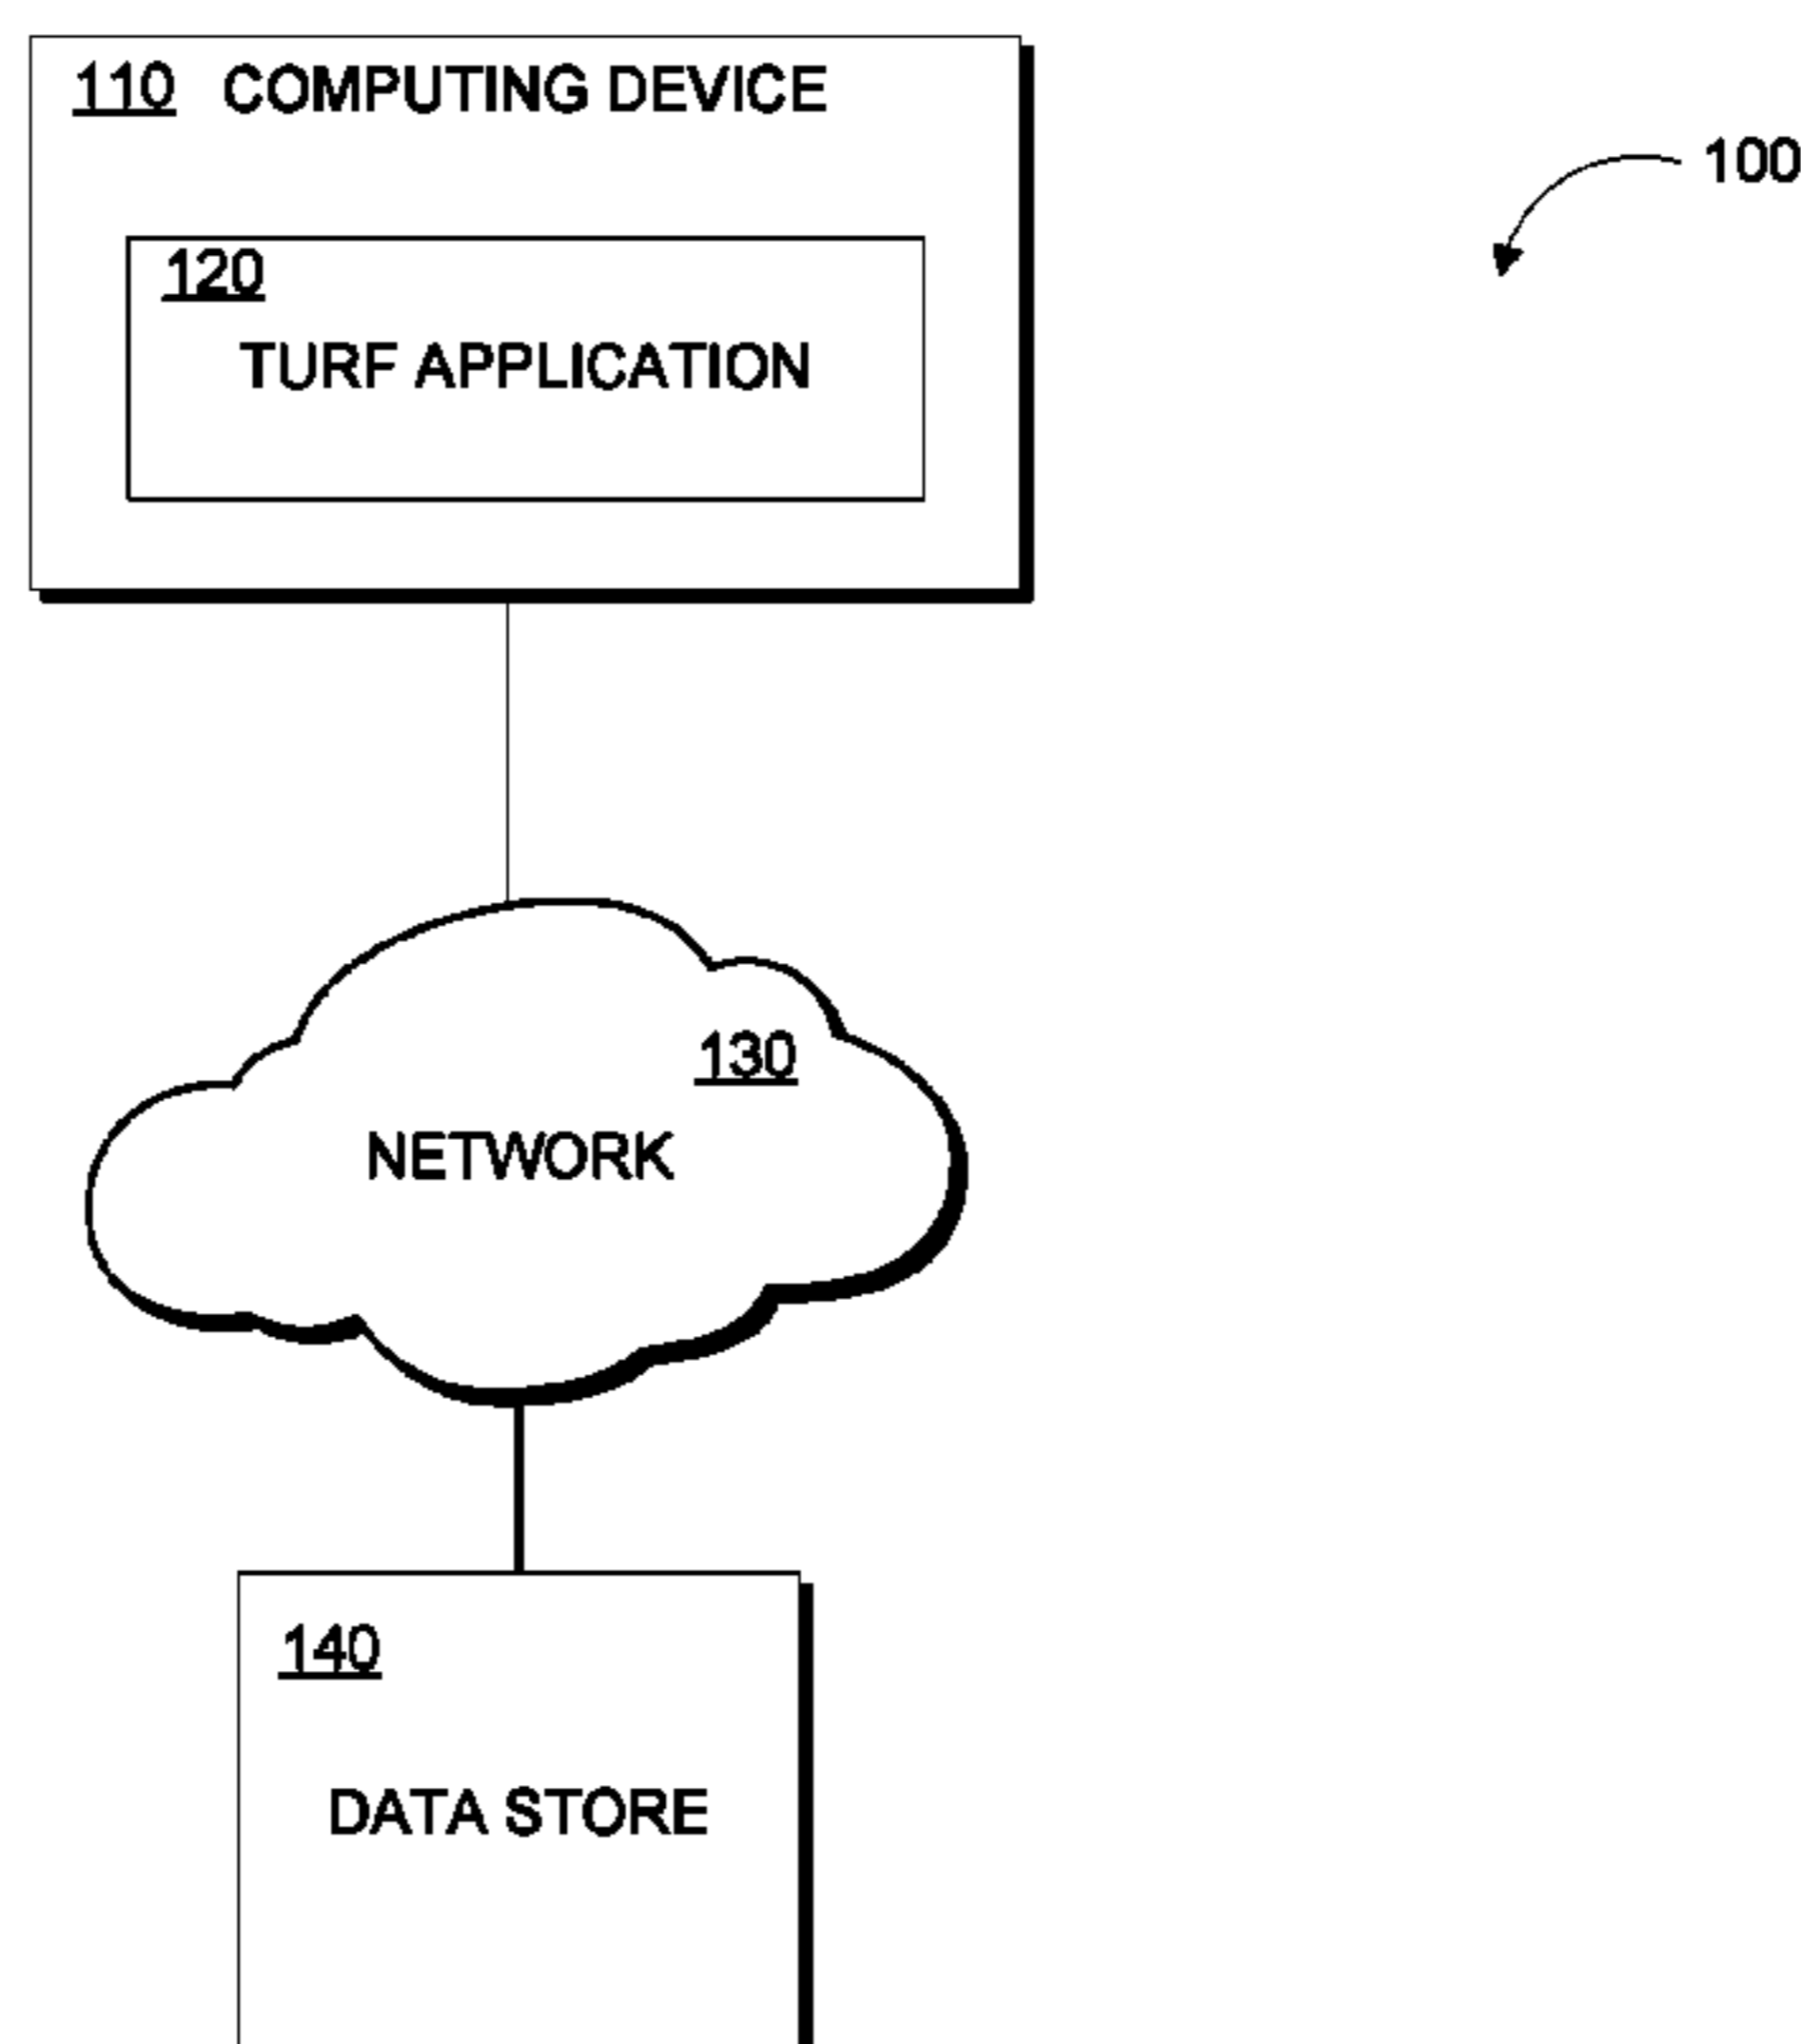 110 COMPUTING DEVICE
100
120
TURF APPLICATION
130
NETWORK
140
DATA STORE